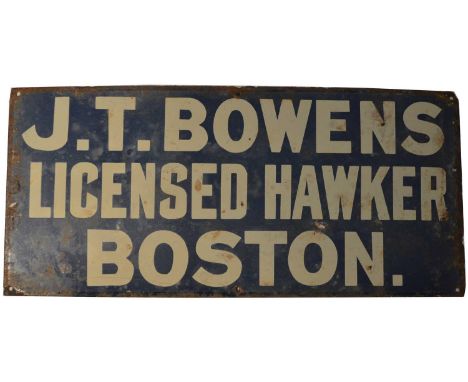 J.T. BOWENS
LICENSED HAWKER
BOSTON.